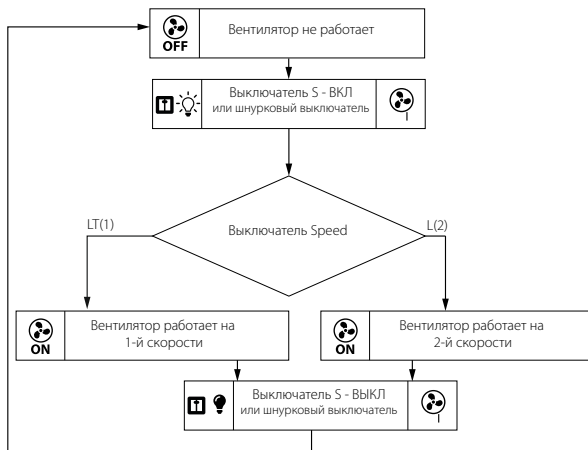 OFF
Вентилятор не работает
Выключатель S - ВКЛ
или шнурковый выключатель
Выключатель Speed
LT(1)
L(2)
ON
Вентилятор работает на
1-й скорости
ON
Вентилятор работает на
2-й скорости
Выключатель S - ВЫКЛ
или шнурковый выключатель